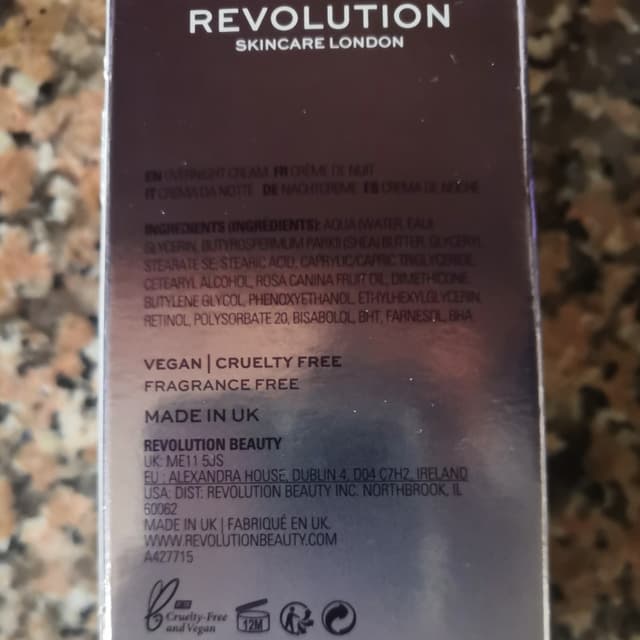 REVOLUTION
SKINCARE LONDON
EN OVERNIGHT CREAM FR CRÈME DE NUIT
IT CREMA DA NOTTE DE NACHTCREME ES CREMA DE NOCHE
INGREDIENTS (INGRÉDIENTS): AQUA (WATER, EAU),
GLYCERIN, BUTYROSPERMUM PARKII (SHEA) BUTTER, GLYCERYL
STEARATE SE, STEARIC ACID, CAPRYLIC/CAPRIC TRIGLYCERIDE,
CETEARYL ALCOHOL, ROSA CANINA FRUIT OIL, DIMETHICONE,
BUTYLENE GLYCOL, PHENOXYETHANOL, ETHYLHEXYLGLYCERIN,
RETINOL, POLYSORBATE 20, BISABOLOL, BHT, FARNESOL, BHA
VEGAN | CRUELTY FREE
FRAGRANCE FREE
MADE IN UK
REVOLUTION BEAUTY
UK: ME11 5JS
EU : ALEXANDRA HOUSE, DUBLIN 4, D04 C7H2, IRELAND
USA: DIST. REVOLUTION BEAUTY INC. NORTHBROOK, IL
60062
MADE IN UK | FABRIQUÉ EN UK.
WWW.REVOLUTIONBEAUTY.COM
A427715
Cruelty-Free
and Vegan
12M